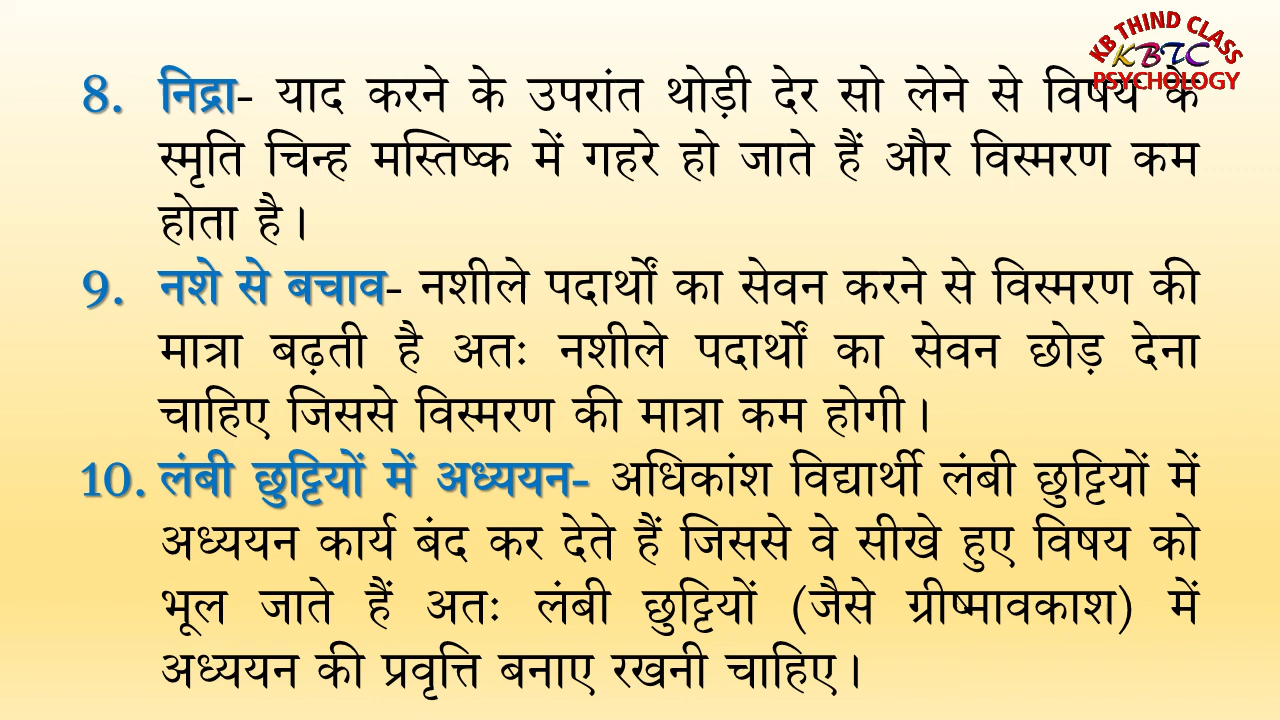 KB THIND CLASS
KBTC
PSYCHOLOGY
8. निद्रा- याद करने के उपरांत थोड़ी देर सो लेने से विषय के
स्मृति चिन्ह मस्तिष्क में गहरे हो जाते हैं और विस्मरण कम
होता है।
9. नशे से बचाव- नशीले पदार्थों का सेवन करने से विस्मरण की
मात्रा बढ़ती है अतः नशीले पदार्थों का सेवन छोड़ देना
चाहिए जिससे विस्मरण की मात्रा कम होगी।
10. लंबी छुट्टियों में अध्ययन- अधिकांश विद्यार्थी लंबी छुट्टियों में
अध्ययन कार्य बंद कर देते हैं जिससे वे सीखे हुए विषय को
भूल जाते हैं अतः लंबी छुट्टियों (जैसे ग्रीष्मावकाश) में
अध्ययन की प्रवृत्ति बनाए रखनी चाहिए।